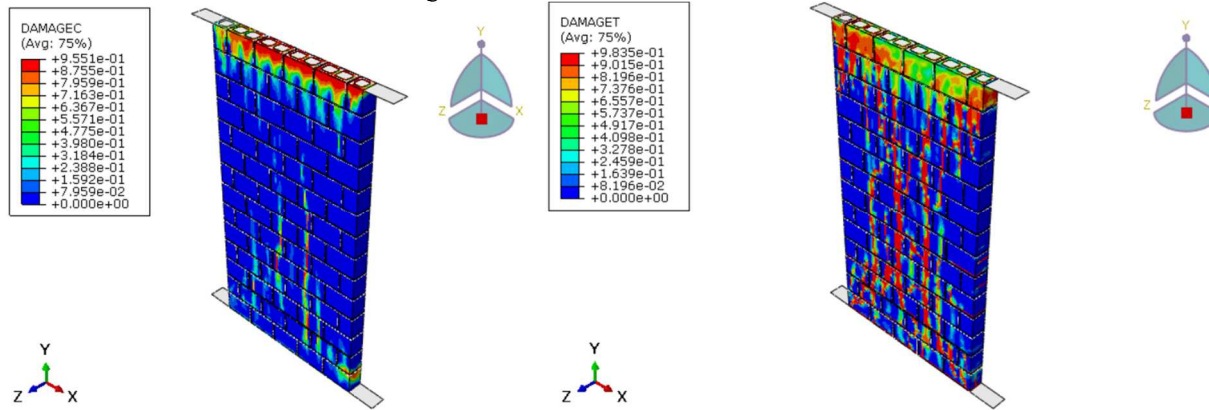 DAMAGEC
(Avg: 75%)
+9.551e-01
+8.755e-01
+7.959e-01
+7.163e-01
+6.367e-01
+5.571e-01
+4.775e-01
+3.980e-01
+3.184e-01
+2.388e-01
+1.592e-01
+7.959e-02
+0.000e+00
Y
Z
X
Y
Z
X
DAMAGET
(Avg: 75%)
+9.835e-01
+9.015e-01
+8.196e-01
+7.376e-01
+6.557e-01
+5.737e-01
+4.917e-01
+4.098e-01
+3.278e-01
+2.459e-01
+1.639e-01
+8.196e-02
+0.000e+00
Y
Z
Y
Z
X